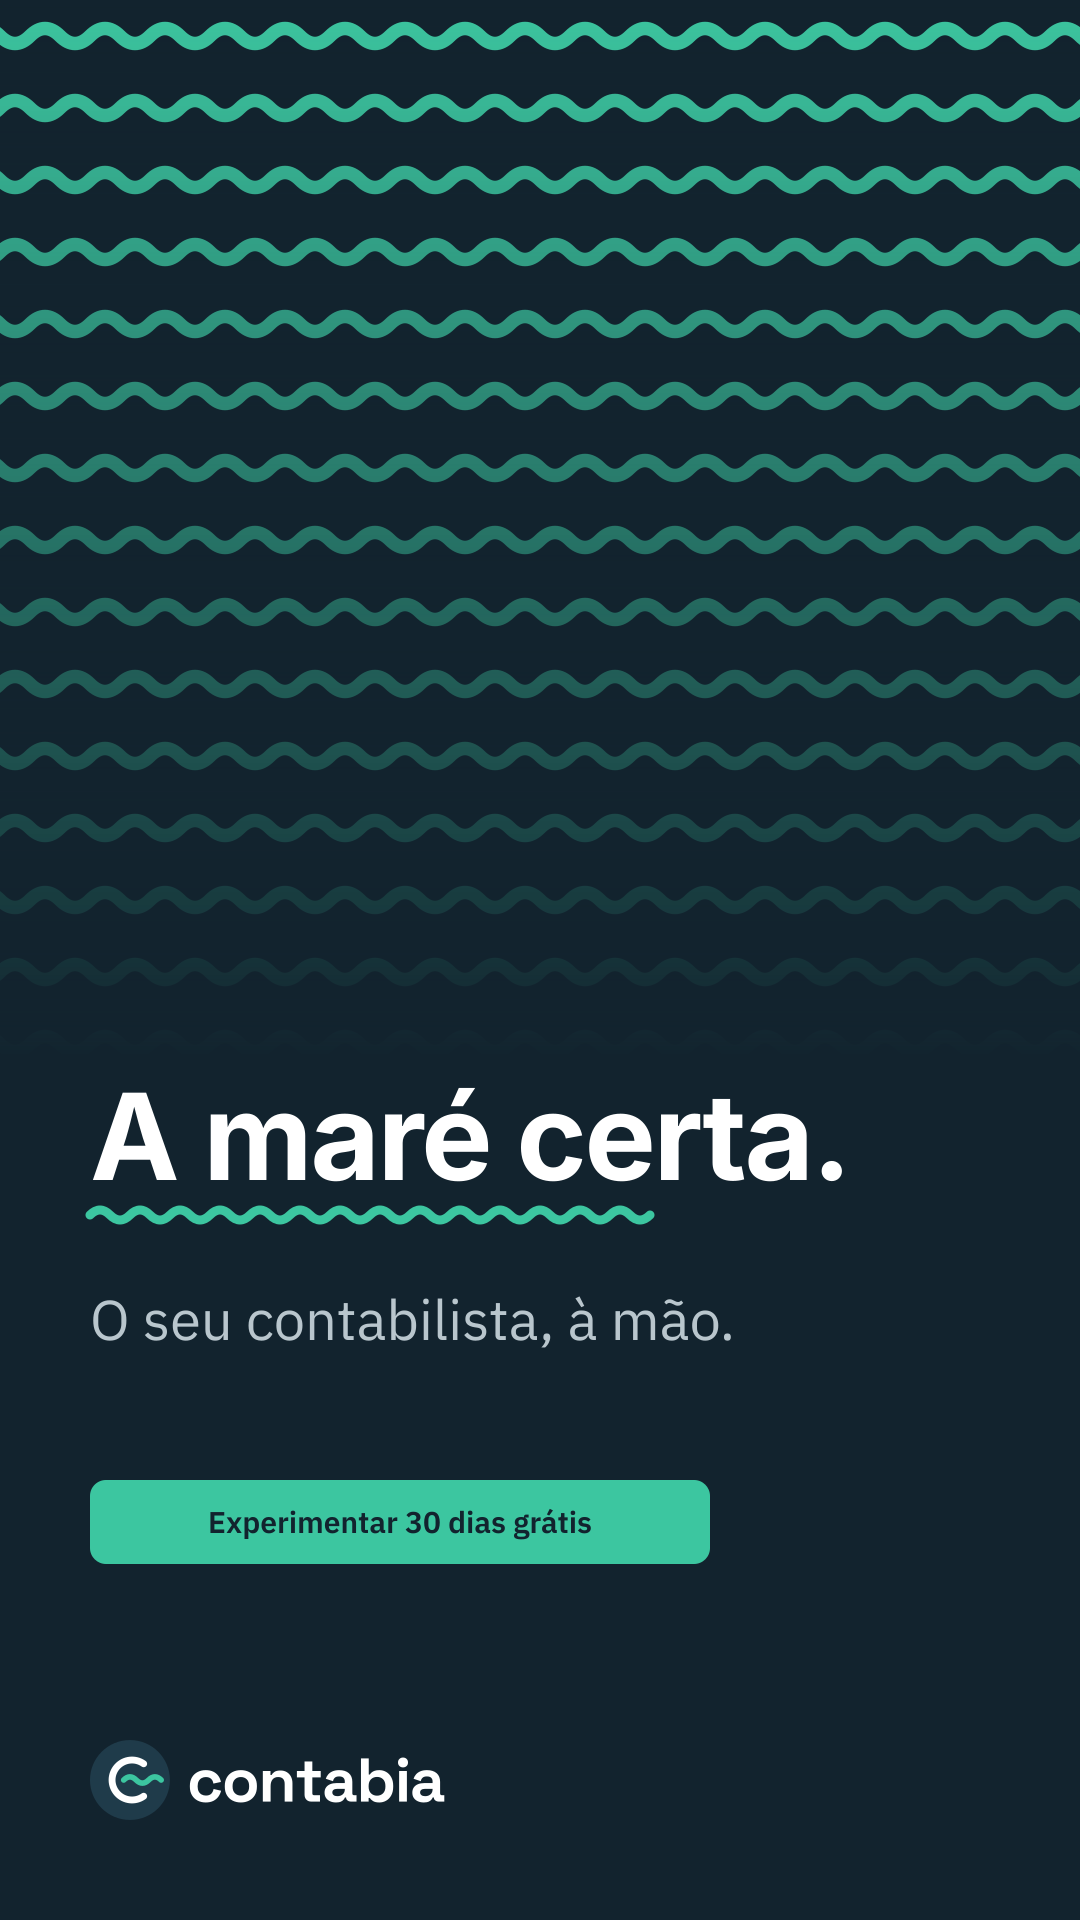 A maré certa.
O seu contabilista, à mão.
Experimentar 30 dias grátis
contabia